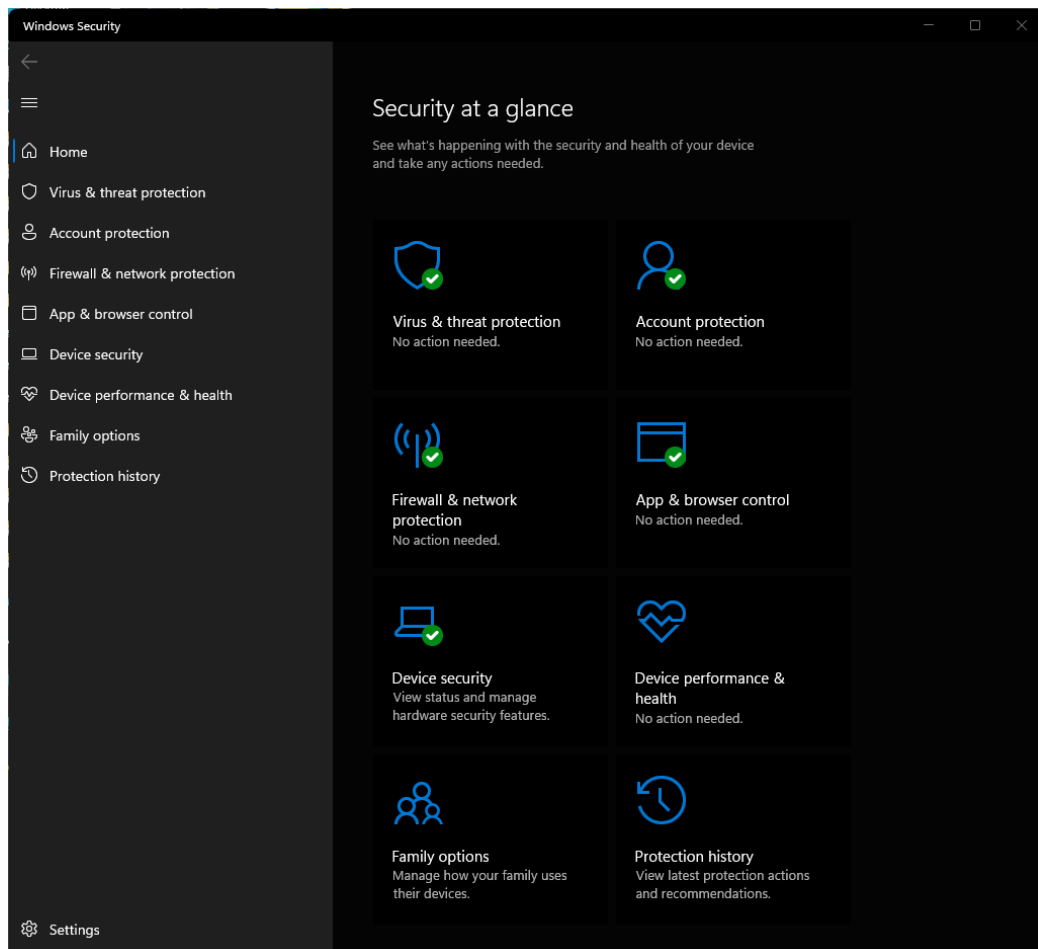 Windows Security
Home
Virus & threat protection
Account protection
Firewall & network protection
App & browser control
Device security
Device performance & health
Family options
Protection history
Settings
Security at a glance
See what's happening with the security and health of your device
and take any actions needed.
Virus & threat protection
No action needed.
Account protection
No action needed.
Firewall & network
protection
No action needed.
App & browser control
No action needed.
Device security
View status and manage
hardware security features.
Device performance &
health
No action needed.
Family options
Manage how your family uses
their devices.
Protection history
View latest protection actions
and recommendations.